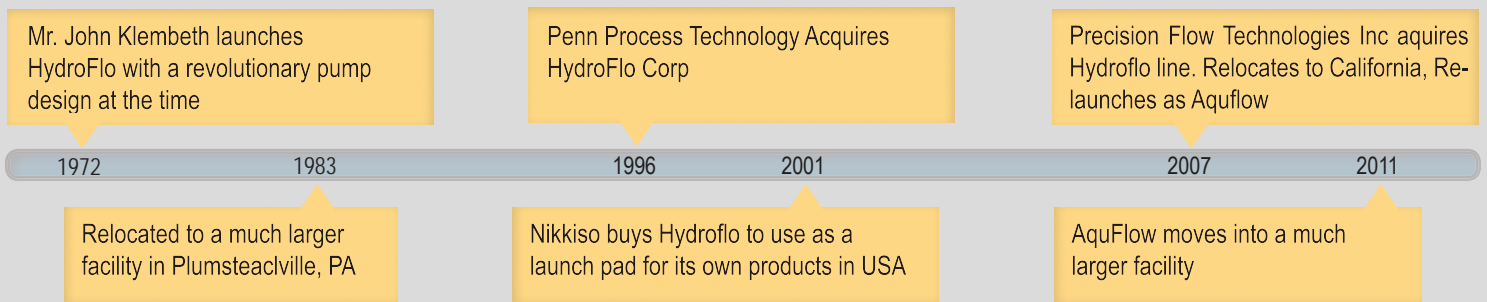 Mr. John Klembeth launches
HydroFlo with a revolutionary pump
design at the time
Penn Process Technology Acquires
HydroFlo Corp
Precision Flow Technologies Inc aquires
Hydroflo line. Relocates to California, Re-
launches as Aquflow
1972
1983
1996
2001
2007
2011
Relocated to a much larger
facility in Plumsteaclville, PA
Nikkiso buys Hydroflo to use as a
launch pad for its own products in USA
AquFlow moves into a much
larger facility